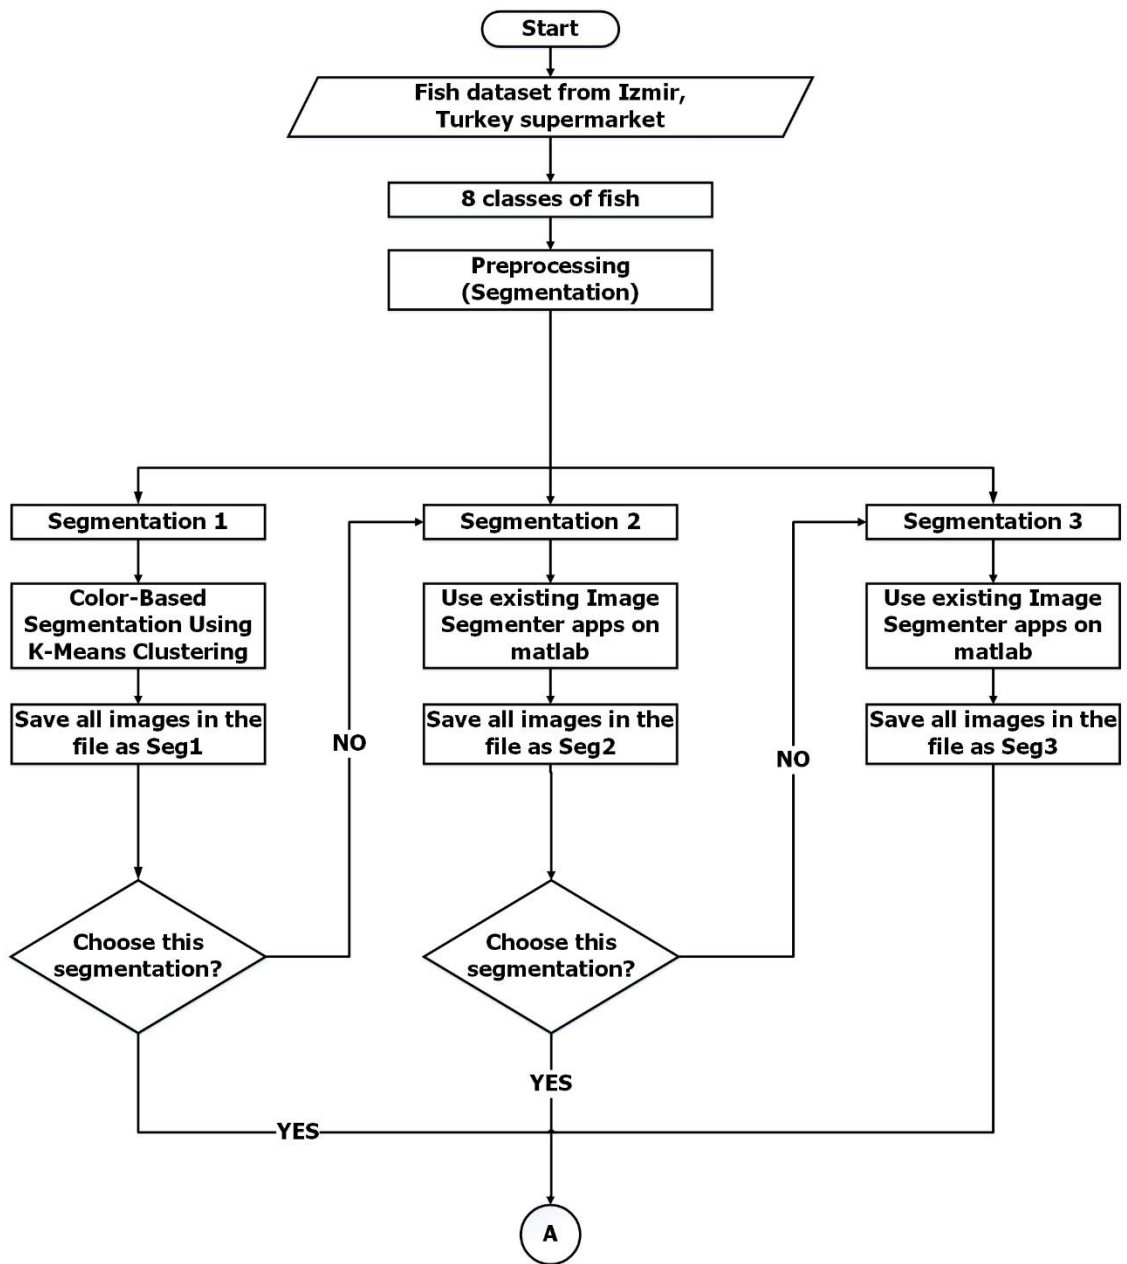 Start
Fish dataset from Izmir,
Turkey supermarket
8 classes of fish
Preprocessing
(Segmentation)
Segmentation 1
Color-Based
Segmentation Using
K-Means Clustering
Save all images in the
file as Seg1
Choose this
segmentation?
NO
YES
Segmentation 2
Use existing Image
Segmenter apps on
matlab
Save all images in the
file as Seg2
Choose this
segmentation?
NO
YES
Segmentation 3
Use existing Image
Segmenter apps on
matlab
Save all images in the
file as Seg3
A